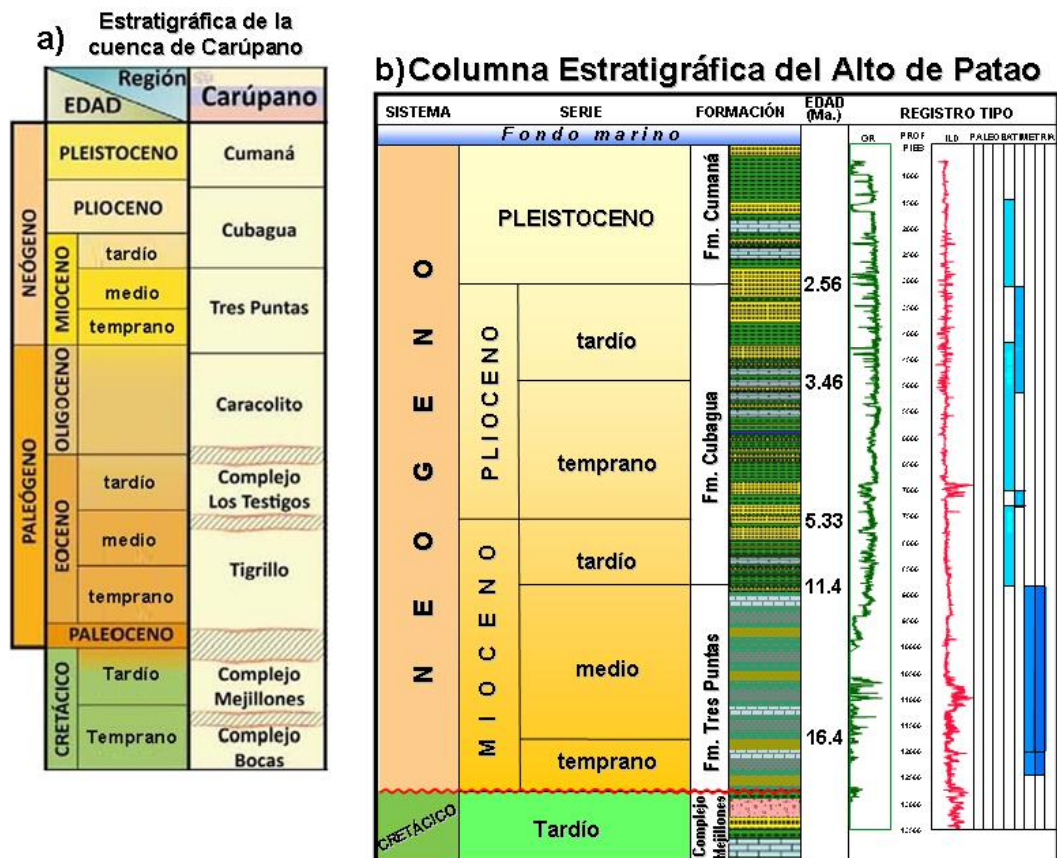 a) Estratigráfica de la
cuenca de Carúpano
Región
EDAD
Carúpano
NEÓGENO
PLEISTOCENO
Cumaná
PLIOCENO
Cubagua
MIOCENO
tardío
medio
Tres Puntas
temprano
PALEÓGENO
OLIGOCENO
Caracolito
EOCENO
tardío
Complejo
Los Testigos
medio
Tigrillo
temprano
PALEOCENO
CRETÁCICO
Tardío
Complejo
Mejillones
Temprano
Complejo
Bocas
b)Columna Estratigráfica del Alto de Patao
SISTEMA
SERIE
FORMACIÓN
EDAD
(Ma.)
REGISTRO TIPO
Fondo marino
GR
PROF
PIES
ILD
PALEO BATIMETRIA
NEOGENO
PLEISTOCENO
Fm. Cumaná
2.56
PLIOCENO
tardío
3.46
temprano
Fm. Cubagua
5.33
MIOCENO
tardío
11.4
medio
Fm. Tres Puntas
16.4
temprano
CRETÁCICO
Tardío
Complejo
Mejillones